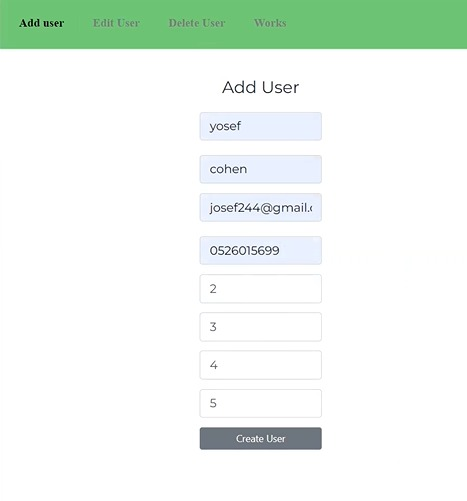 Add user Edit User Delete User Works
Add User
yosef
cohen
josef244@gmail.c
0526015699
2
3
4
5
Create User